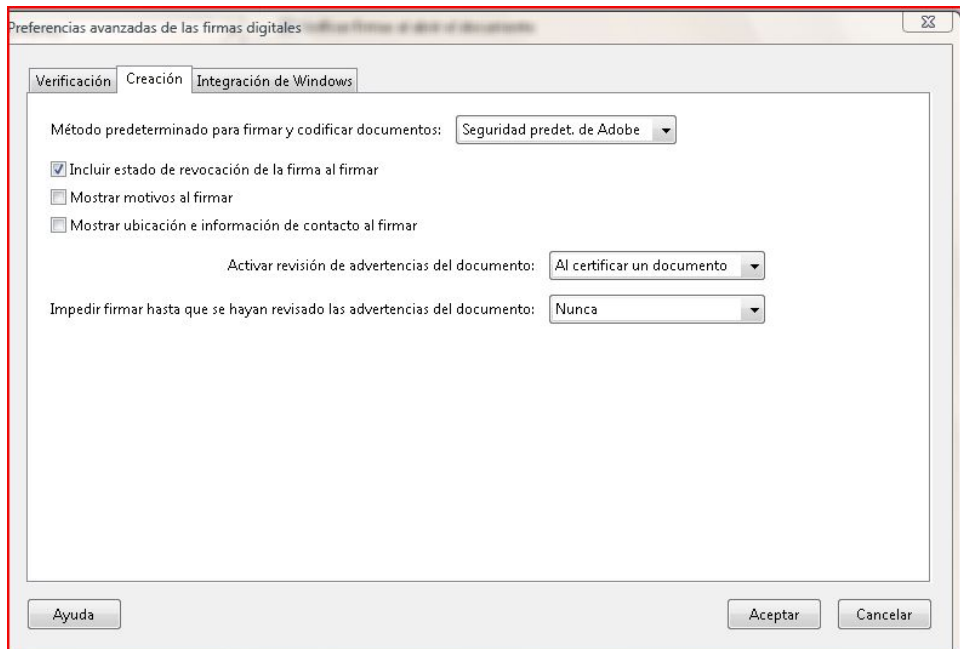 Preferencias avanzadas de las firmas digitales
Verificación Creación Integración de Windows
Método predeterminado para firmar y codificar documentos: Seguridad predet. de Adobe
Incluir estado de revocación de la firma al firmar
Mostrar motivos al firmar
Mostrar ubicación e información de contacto al firmar
Activar revisión de advertencias del documento: Al certificar un documento
Impedir firmar hasta que se hayan revisado las advertencias del documento: Nunca
Ayuda Aceptar Cancelar